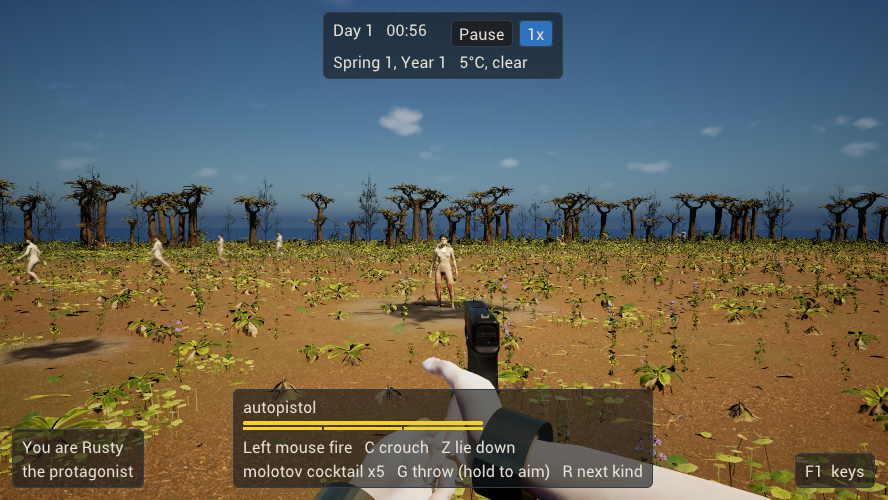 Day 1 00:56 Pause 1x
Spring 1, Year 1 5°C, clear
autopistol
Left mouse fire C crouch Z lie down
molotov cocktail x5 G throw (hold to aim) R next kind
You are Rusty
the protagonist
F1 keys